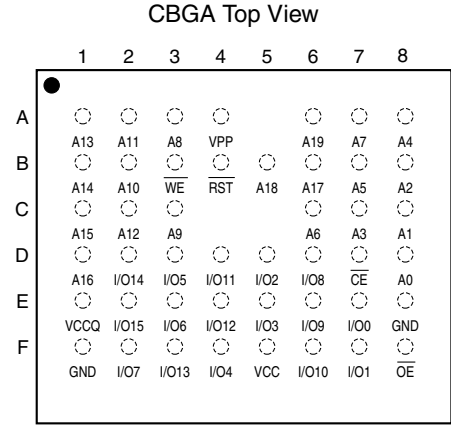 CBGA Top View
1 2 3 4 5 6 7 8
A
A13 A11 A8 VPP A19 A7 A4
B
A14 A10 WE RST A18 A17 A5 A2
C
A15 A12 A9 A6 A3 A1
D
A16 I/O14 I/O5 I/O11 I/O2 I/O8 CE A0
E
VCCQ I/O15 I/O6 I/O12 I/O3 I/O9 I/O0 GND
F
GND I/O7 I/O13 I/O4 VCC I/O10 I/O1 OE